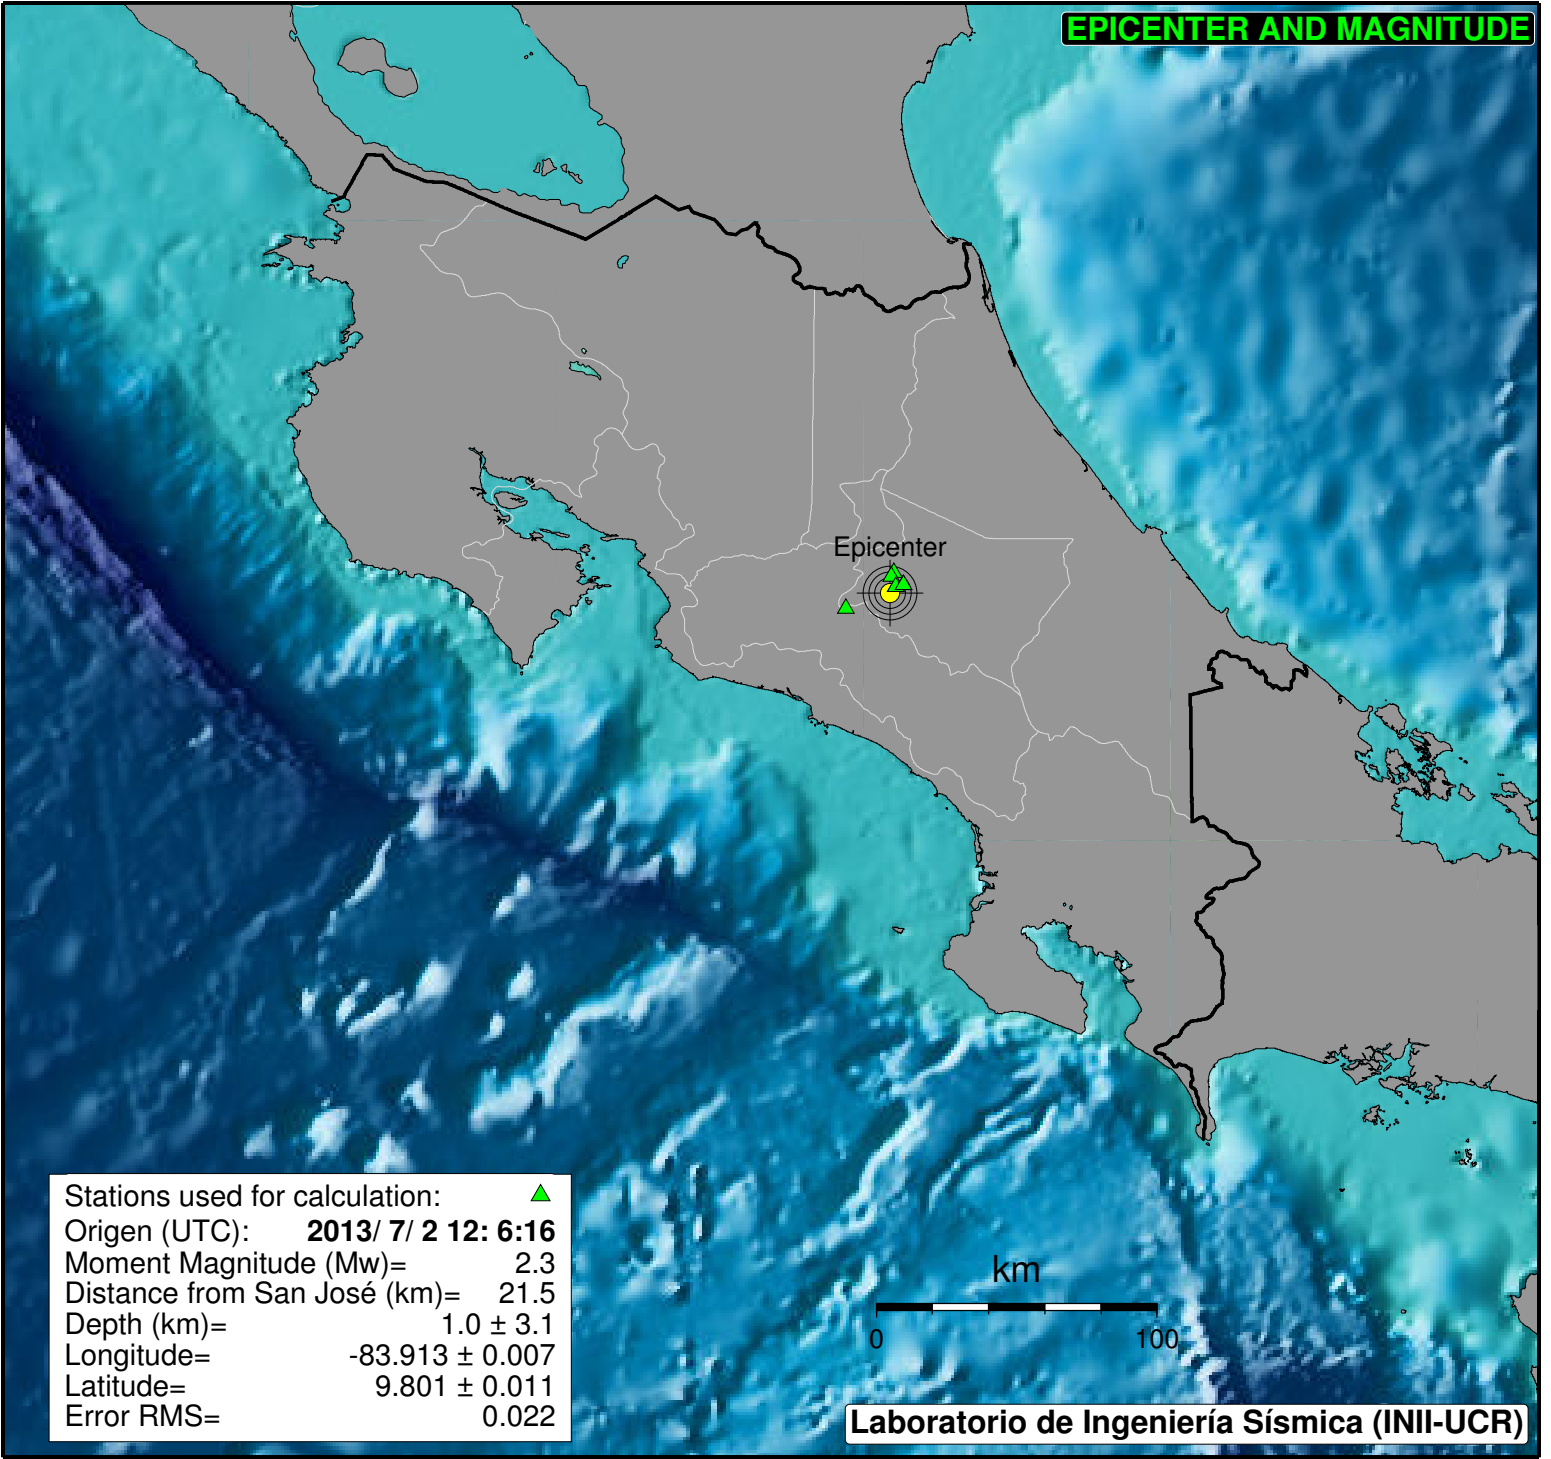 EPICENTER AND MAGNITUDE
Epicenter
Stations used for calculation:
Origen (UTC): 2013/ 7/ 2 12: 6:16
Moment Magnitude (Mw)= 2.3
Distance from San José (km)= 21.5
Depth (km)= 1.0 ± 3.1
Longitude= -83.913 ± 0.007
Latitude= 9.801 ± 0.011
Error RMS= 0.022
km
0 100
Laboratorio de Ingeniería Sísmica (INII-UCR)